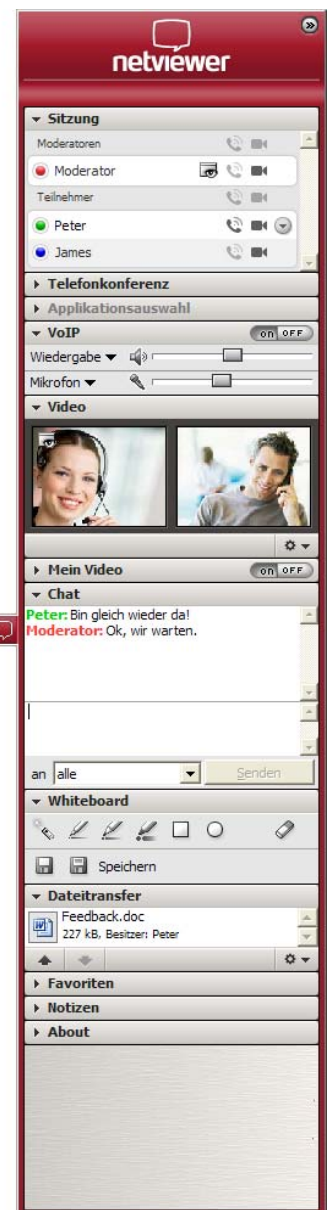 netviewer
Sitzung
Moderatoren
Moderator
Teilnehmer
Peter
James
Telefonkonferenz
Applikationsauswahl
VoIP on OFF
Wiedergabe
Mikrofon
Video
Mein Video on OFF
Chat
Peter: Bin gleich wieder da!
Moderator: Ok, wir warten.
an alle Senden
Whiteboard
Speichern
Dateitransfer
Feedback.doc
227 kB, Besitzer: Peter
Favoriten
Notizen
About